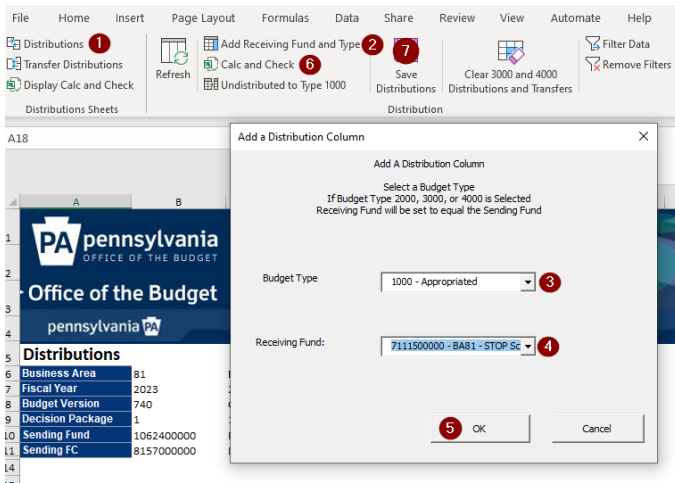 File Home Insert Page Layout Formulas Data Share Review View Automate Help
Distributions 1
Transfer Distributions
Display Calc and Check
Distributions Sheets
Refresh
Add Receiving Fund and Type 2
Calc and Check 6
Undistributed to Type 1000
7
Save
Distributions
Clear 3000 and 4000
Distributions and Transfers
Distribution
Filter Data
Remove Filters
A18
A B
1
2
3
4
5
6
7
8
9
10
11
14
PA pennsylvania
OFFICE OF THE BUDGET
Office of the Budget
pennsylvania PA
Distributions
Business Area 81
Fiscal Year 2023
Budget Version 740
Decision Package 1
Sending Fund 1062400000
Sending FC 8157000000
Add a Distribution Column
Add A Distribution Column
Select a Budget Type
If Budget Type 2000, 3000, or 4000 is Selected
Receiving Fund will be set to equal the Sending Fund
Budget Type 1000 - Appropriated 3
Receiving Fund: 7111500000 - BA81 - STOP Sc 4
5 OK Cancel